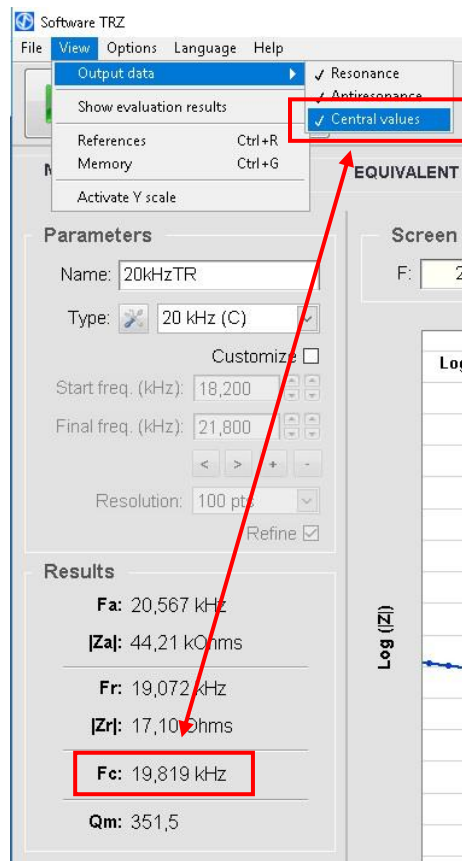 Software TRZ
File View Options Language Help
Output data
Resonance
Antiresonance
Central values
Show evaluation results
References Ctrl+R
Memory Ctrl+G
Activate Y scale
EQUIVALENT
Parameters
Name: 20kHzTR
Type: 20 kHz (C)
Customize
Start freq. (kHz): 18,200
Final freq. (kHz): 21,800
< > + -
Resolution: 100 pts
Refine
Results
Fa: 20,567 kHz
|Za|: 44,21 kOhms
Fr: 19,072 kHz
|Zr|: 17,10 Ohms
Fc: 19,819 kHz
Qm: 351,5
Screen
F: 2
Log
Log (|Z|)